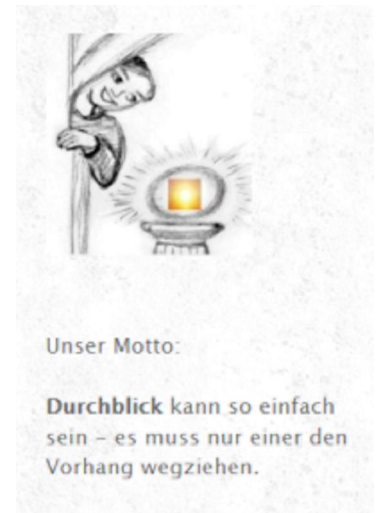 Unser Motto:
Durchblick kann so einfach
sein – es muss nur einer den
Vorhang wegziehen.